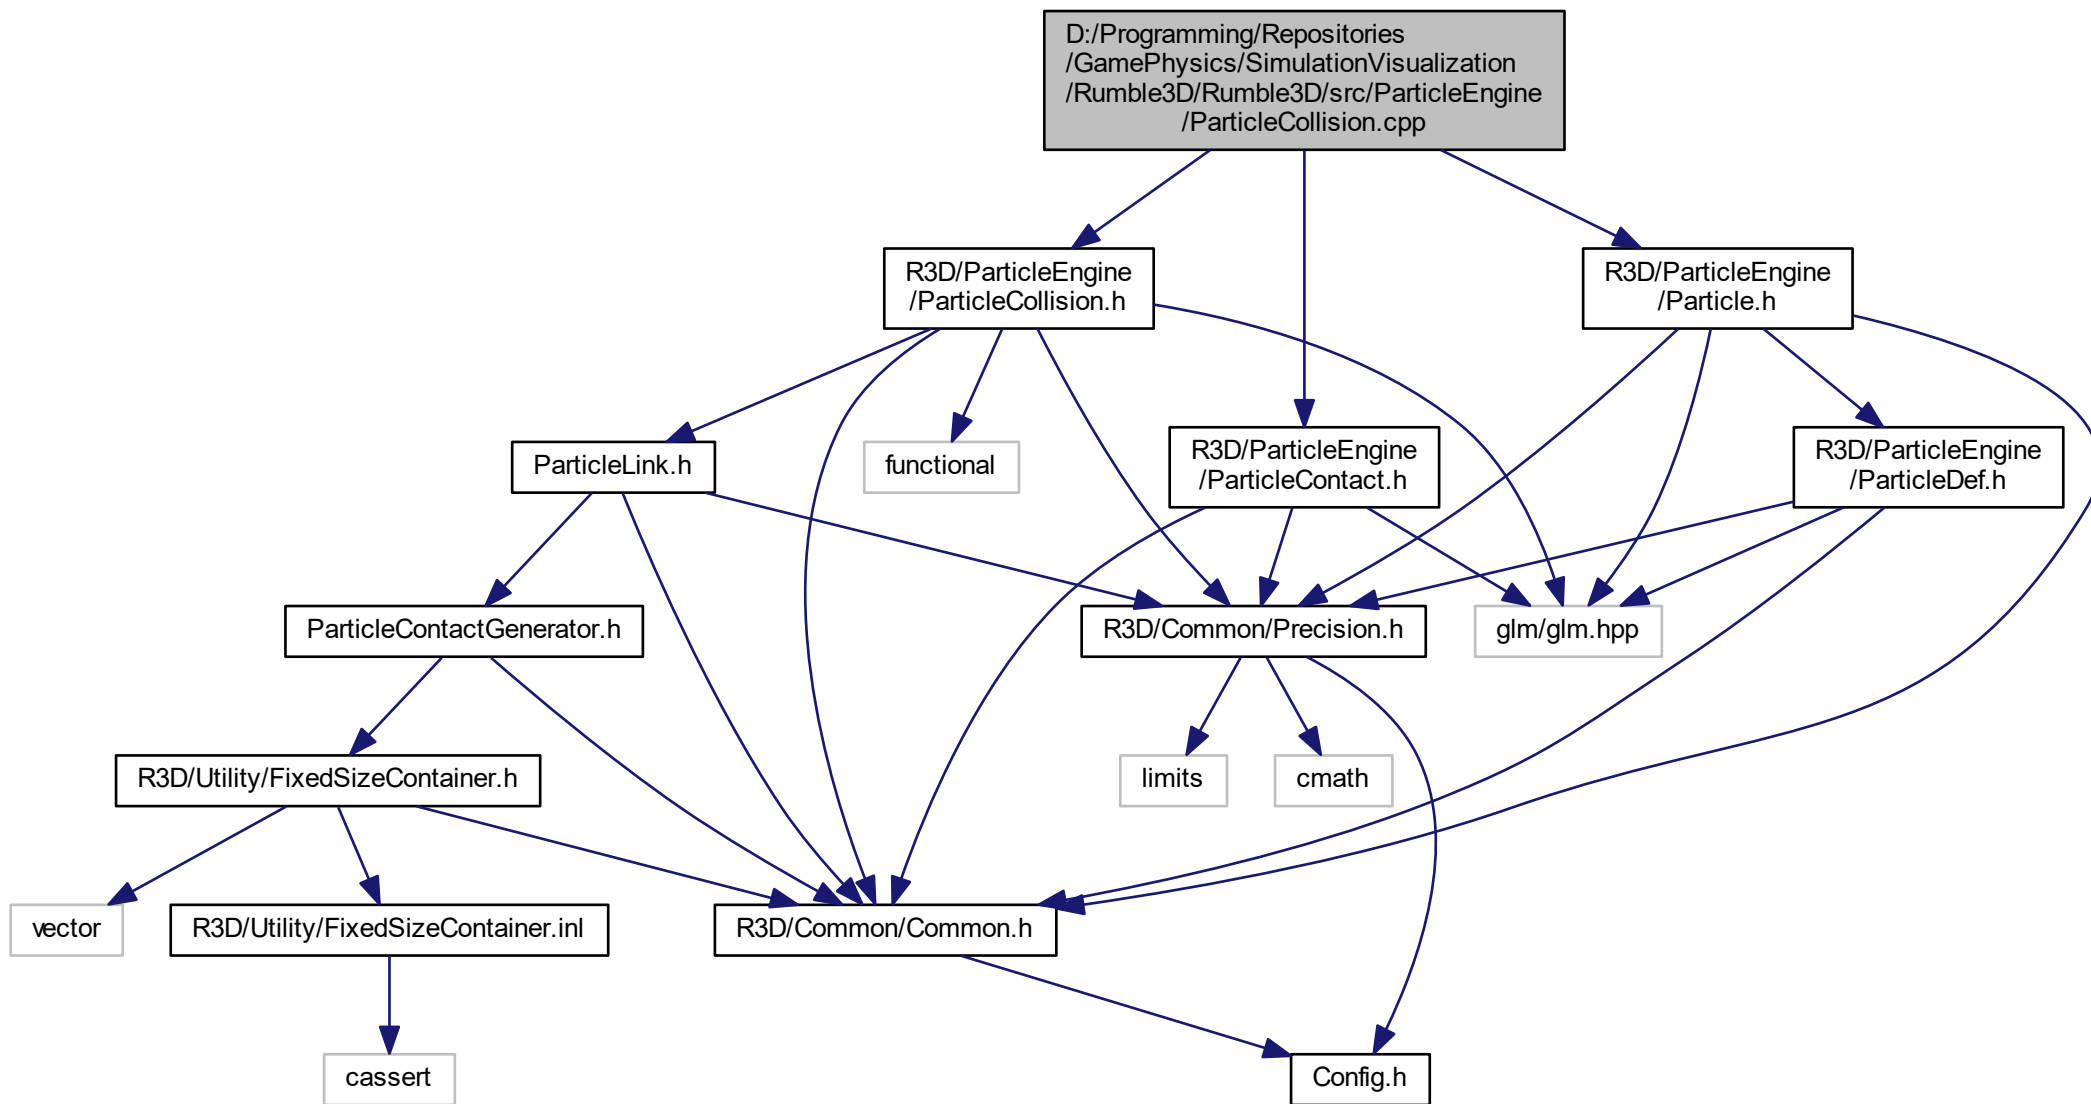 D:/Programming/Repositories
/GamePhysics/SimulationVisualization
/Rumble3D/Rumble3D/src/ParticleEngine
/ParticleCollision.cpp
R3D/ParticleEngine
/ParticleCollision.h
R3D/ParticleEngine
/Particle.h
ParticleLink.h
functional
R3D/ParticleEngine
/ParticleContact.h
R3D/ParticleEngine
/ParticleDef.h
ParticleContactGenerator.h
R3D/Common/Precision.h
glm/glm.hpp
R3D/Utility/FixedSizeContainer.h
limits
cmath
vector
R3D/Utility/FixedSizeContainer.inl
R3D/Common/Common.h
cassert
Config.h